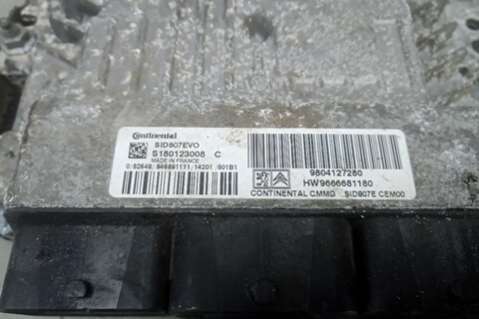 Continental
SID807EVO
S180123008 C
MADE IN FRANCE
9804127280
HW9666681180
CONTINENTAL CMMD SID807E CEM00